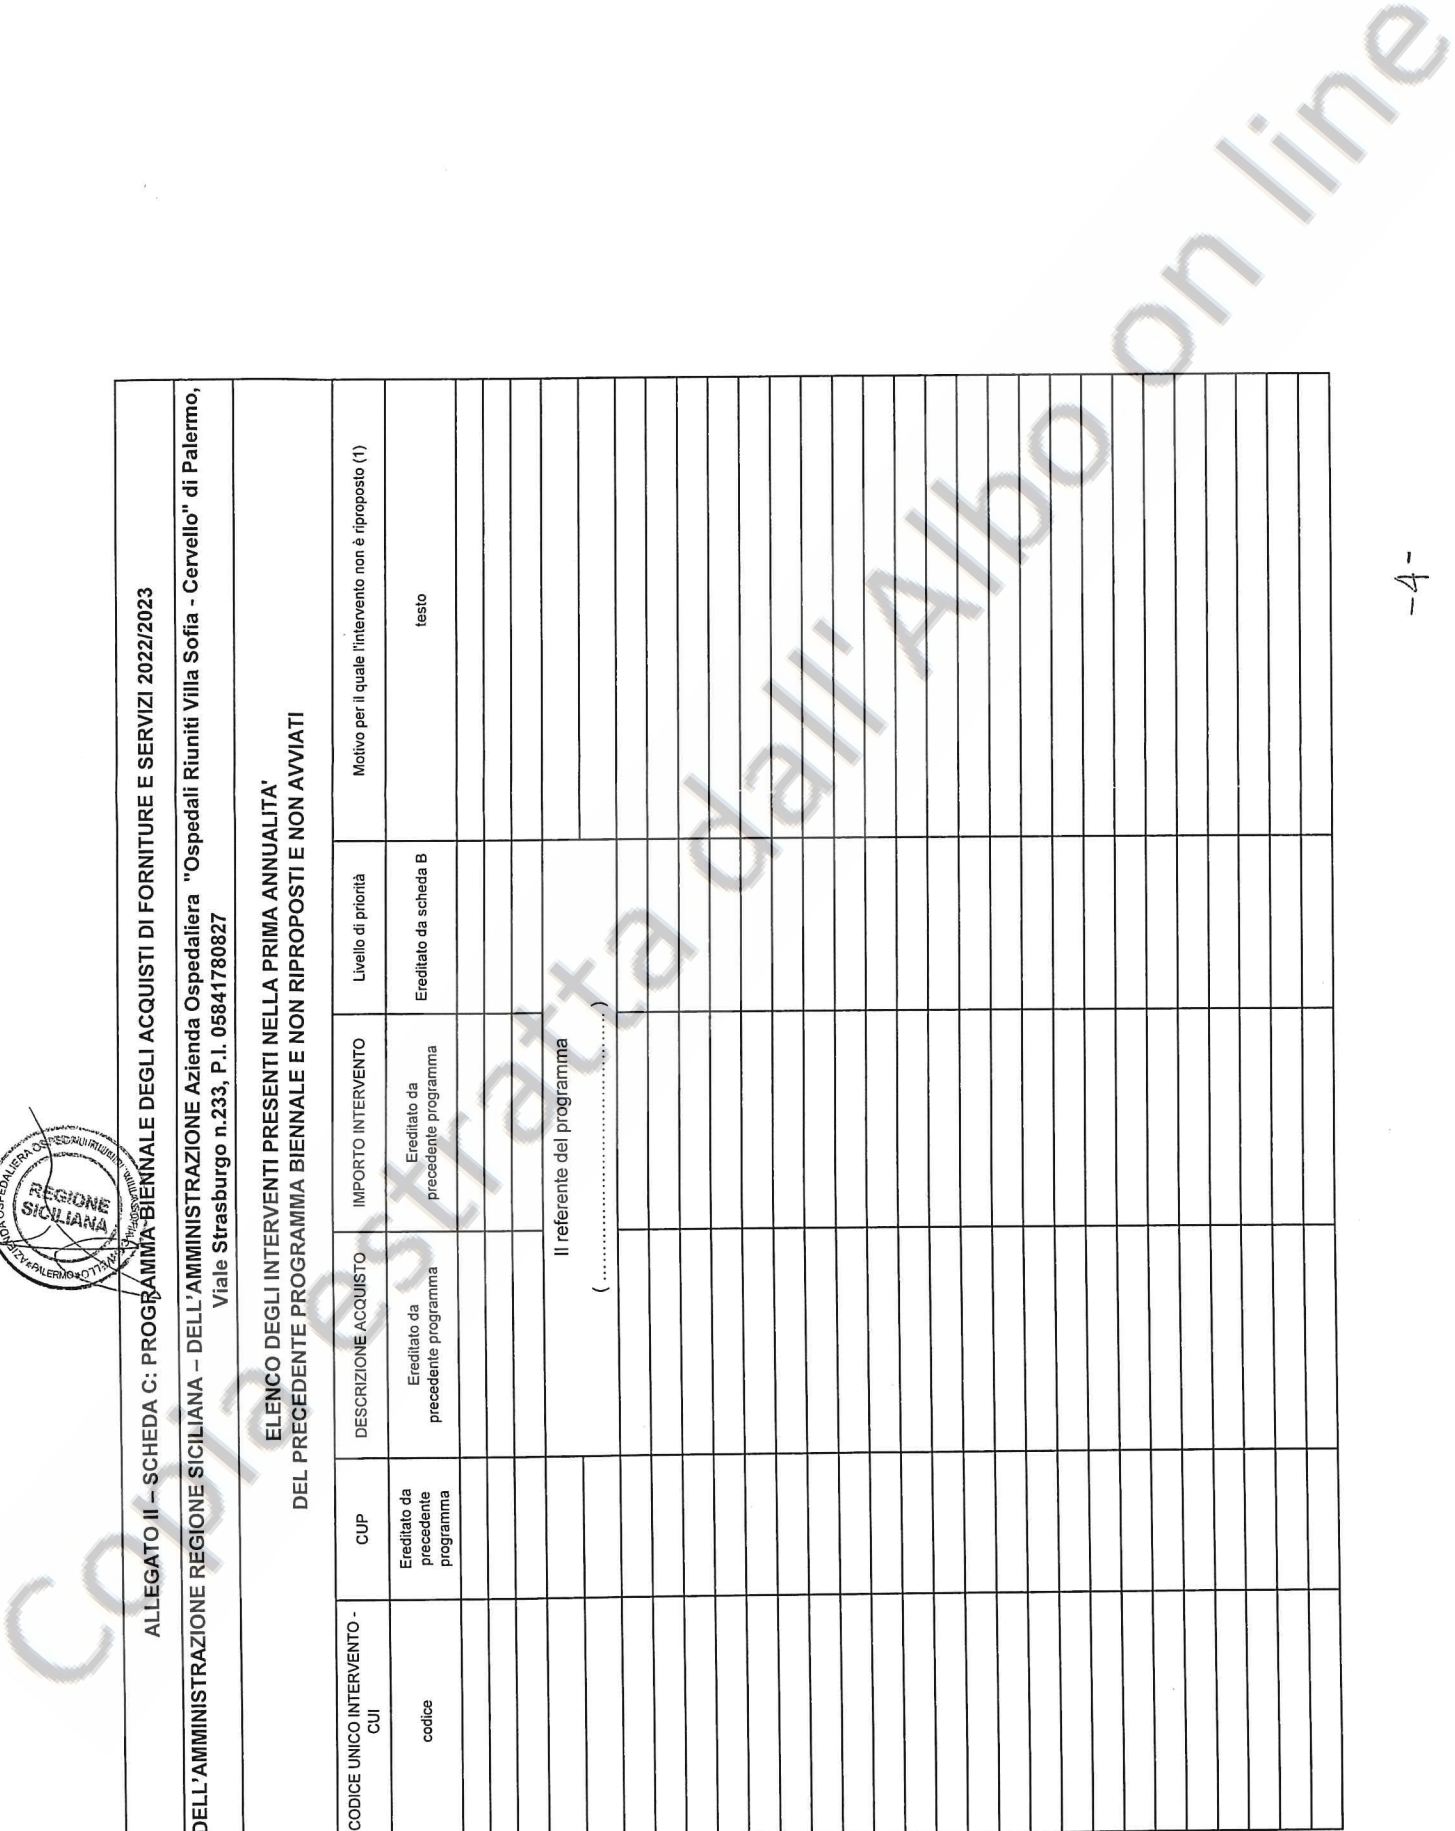 ALLEGATO II – SCHEDA C: PROGRAMMA BIENNALE DEGLI ACQUISTI DI FORNITURE E SERVIZI 2022/2023
DELL'AMMINISTRAZIONE REGIONE SICILIANA – DELL'AMMINISTRAZIONE Azienda Ospedaliera "Ospedali Riuniti Villa Sofia - Cervello" di Palermo,
Viale Strasburgo n.233, P.I. 05841780827
ELENCO DEGLI INTERVENTI PRESENTI NELLA PRIMA ANNUALITA'
DEL PRECEDENTE PROGRAMMA BIENNALE E NON RIPROPOSTI E NON AVVIATI
CODICE UNICO INTERVENTO -
CUI
CUP
DESCRIZIONE ACQUISTO
IMPORTO INTERVENTO
Livello di priorità
Motivo per il quale l'intervento non è riproposto (1)
codice
Ereditato da
precedente
programma
Ereditato da
precedente programma
Ereditato da
precedente programma
Ereditato da scheda B
testo
Il referente del programma
(.......................................)
-4-
REGIONE
SICILIANA
PALERMO
Copia estratta dall'Albo on line